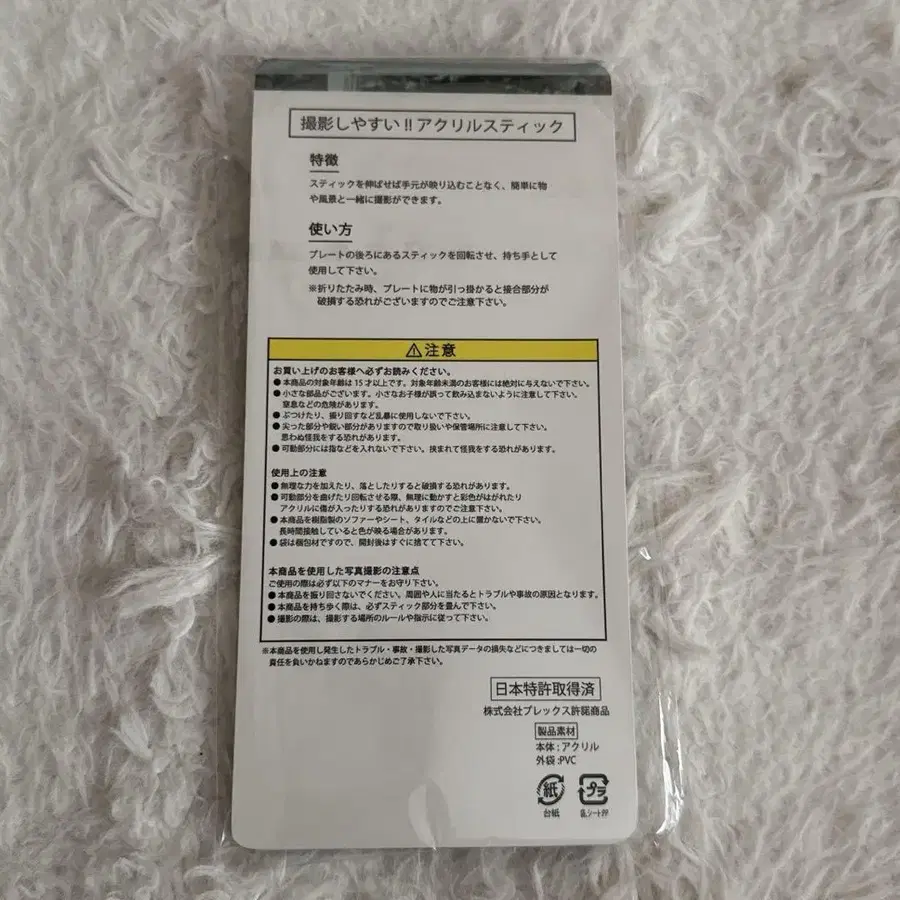 撮影しやすい!!アクリルスティック
特徴
スティックを伸ばせば手元が映り込むことなく、簡単に物
や風景と一緒に撮影ができます。
使い方
プレートの後ろにあるスティックを回転させ、持ち手として
使用して下さい。
※折りたたみ時、プレートに物が引っ掛かると接合部分が
破損する恐れがございますのでご注意下さい。
⚠注意
お買い上げのお客様へ必ずお読みください。
●本商品の対象年齢は15才以上です。対象年齢未満のお客様には絶対に与えないで下さい。
●小さな部品がございます。小さなお子様が誤って飲み込まないように注意して下さい。
窒息などの危険があります。
●ぶつけたり、振り回すなど乱暴に使用しないで下さい。
●尖った部分や鋭い部分がありますので取り扱いや保管場所に注意して下さい。
思わぬ怪我をする恐れがあります。
●可動部分には指などを入れないで下さい。挟まれて怪我をする恐れがあります。
使用上の注意
●無理な力を加えたり、落としたりすると破損する恐れがあります。
●可動部分を曲げたり回転させる際、無理に動かすと彩色がはがれたり
アクリルに傷が入ったりする恐れがありますのでご注意下さい。
●本商品を樹脂製のソファーやシート、タイルなどの上に置かないで下さい。
長時間接触していると色が映る場合があります。
●袋は梱包材ですので、開封後はすぐに捨てて下さい。
本商品を使用した写真撮影の注意点
ご使用の際は必ず以下のマナーをお守り下さい。
●本商品を振り回さないでください。周囲や人に当たるとトラブルや事故の原因となります。
●本商品を持ち歩く際は、必ずスティック部分を畳んで下さい。
●撮影の際は、撮影する場所のルールや指示に従って下さい。
※本商品を使用し発生したトラブル・事故・撮影した写真データの損失などにつきましては一切の
責任を負いかねますのであらかじめご了承下さい。
日本特許取得済
株式会社プレックス許諾商品
製品素材
本体:アクリル
外袋:PVC
紙 プラ
台紙 袋、シートPP